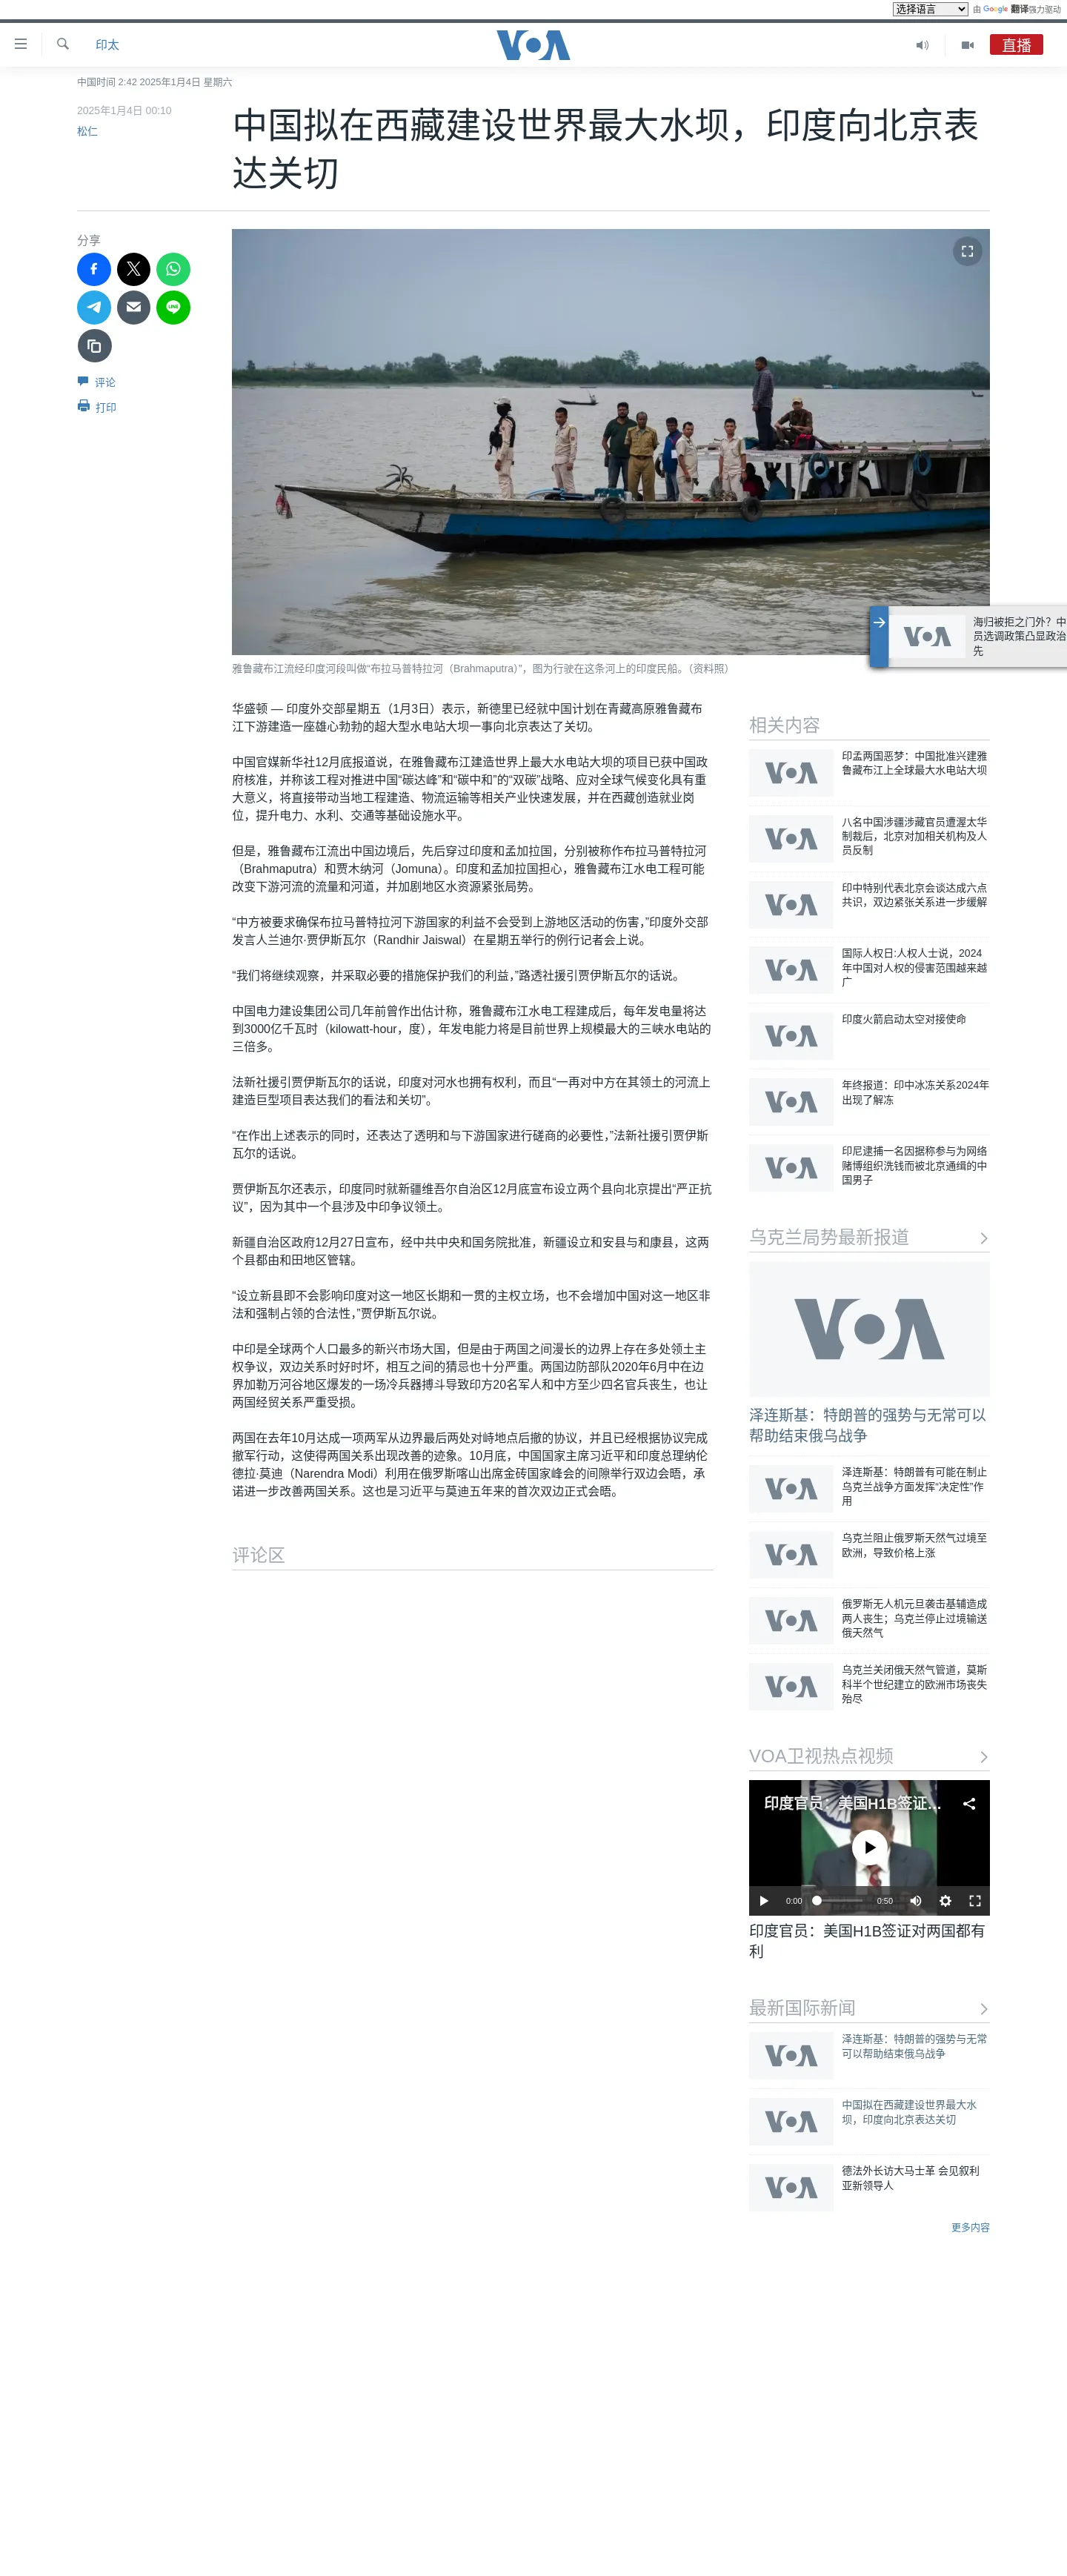 选择语言 由 Google 翻译强力驱动
印太
VOA
直播
中国时间 2:42 2025年1月4日 星期六
2025年1月4日 00:10
松仁
中国拟在西藏建设世界最大水坝，印度向北京表
达关切
分享
评论
打印
雅鲁藏布江流经印度河段叫做“布拉马普特拉河（Brahmaputra）”，图为行驶在这条河上的印度民船。（资料照）
海归被拒之门外？中
员选调政策凸显政治
先
华盛顿 — 印度外交部星期五（1月3日）表示，新德里已经就中国计划在青藏高原雅鲁藏布
江下游建造一座雄心勃勃的超大型水电站大坝一事向北京表达了关切。
中国官媒新华社12月底报道说，在雅鲁藏布江建造世界上最大水电站大坝的项目已获中国政
府核准，并称该工程对推进中国“碳达峰”和“碳中和”的“双碳”战略、应对全球气候变化具有重
大意义，将直接带动当地工程建造、物流运输等相关产业快速发展，并在西藏创造就业岗
位，提升电力、水利、交通等基础设施水平。
但是，雅鲁藏布江流出中国边境后，先后穿过印度和孟加拉国，分别被称作布拉马普特拉河
（Brahmaputra）和贾木纳河（Jomuna）。印度和孟加拉国担心，雅鲁藏布江水电工程可能
改变下游河流的流量和河道，并加剧地区水资源紧张局势。
“中方被要求确保布拉马普特拉河下游国家的利益不会受到上游地区活动的伤害，”印度外交部
发言人兰迪尔·贾伊斯瓦尔（Randhir Jaiswal）在星期五举行的例行记者会上说。
“我们将继续观察，并采取必要的措施保护我们的利益，”路透社援引贾伊斯瓦尔的话说。
中国电力建设集团公司几年前曾作出估计称，雅鲁藏布江水电工程建成后，每年发电量将达
到3000亿千瓦时（kilowatt-hour，度），年发电能力将是目前世界上规模最大的三峡水电站的
三倍多。
法新社援引贾伊斯瓦尔的话说，印度对河水也拥有权利，而且“一再对中方在其领土的河流上
建造巨型项目表达我们的看法和关切”。
“在作出上述表示的同时，还表达了透明和与下游国家进行磋商的必要性，”法新社援引贾伊斯
瓦尔的话说。
贾伊斯瓦尔还表示，印度同时就新疆维吾尔自治区12月底宣布设立两个县向北京提出“严正抗
议”，因为其中一个县涉及中印争议领土。
新疆自治区政府12月27日宣布，经中共中央和国务院批准，新疆设立和安县与和康县，这两
个县都由和田地区管辖。
“设立新县即不会影响印度对这一地区长期和一贯的主权立场，也不会增加中国对这一地区非
法和强制占领的合法性，”贾伊斯瓦尔说。
中印是全球两个人口最多的新兴市场大国，但是由于两国之间漫长的边界上存在多处领土主
权争议，双边关系时好时坏，相互之间的猜忌也十分严重。两国边防部队2020年6月中在边
界加勒万河谷地区爆发的一场冷兵器搏斗导致印方20名军人和中方至少四名官兵丧生，也让
两国经贸关系严重受损。
两国在去年10月达成一项两军从边界最后两处对峙地点后撤的协议，并且已经根据协议完成
撤军行动，这使得两国关系出现改善的迹象。10月底，中国国家主席习近平和印度总理纳伦
德拉·莫迪（Narendra Modi）利用在俄罗斯喀山出席金砖国家峰会的间隙举行双边会晤，承
诺进一步改善两国关系。这也是习近平与莫迪五年来的首次双边正式会晤。
评论区
相关内容
印孟两国恶梦：中国批准兴建雅
鲁藏布江上全球最大水电站大坝
八名中国涉疆涉藏官员遭渥太华
制裁后，北京对加相关机构及人
员反制
印中特别代表北京会谈达成六点
共识，双边紧张关系进一步缓解
国际人权日:人权人士说，2024
年中国对人权的侵害范围越来越
广
印度火箭启动太空对接使命
年终报道：印中冰冻关系2024年
出现了解冻
印尼逮捕一名因据称参与为网络
赌博组织洗钱而被北京通缉的中
国男子
乌克兰局势最新报道
VOA
泽连斯基：特朗普的强势与无常可以
帮助结束俄乌战争
泽连斯基：特朗普有可能在制止
乌克兰战争方面发挥“决定性”作
用
乌克兰阻止俄罗斯天然气过境至
欧洲，导致价格上涨
俄罗斯无人机元旦袭击基辅造成
两人丧生；乌克兰停止过境输送
俄天然气
乌克兰关闭俄天然气管道，莫斯
科半个世纪建立的欧洲市场丧失
殆尽
VOA卫视热点视频
印度官员：美国H1B签证...
0:00 0:50
印度官员：美国H1B签证对两国都有
利
最新国际新闻
泽连斯基：特朗普的强势与无常
可以帮助结束俄乌战争
中国拟在西藏建设世界最大水
坝，印度向北京表达关切
德法外长访大马士革 会见叙利
亚新领导人
更多内容